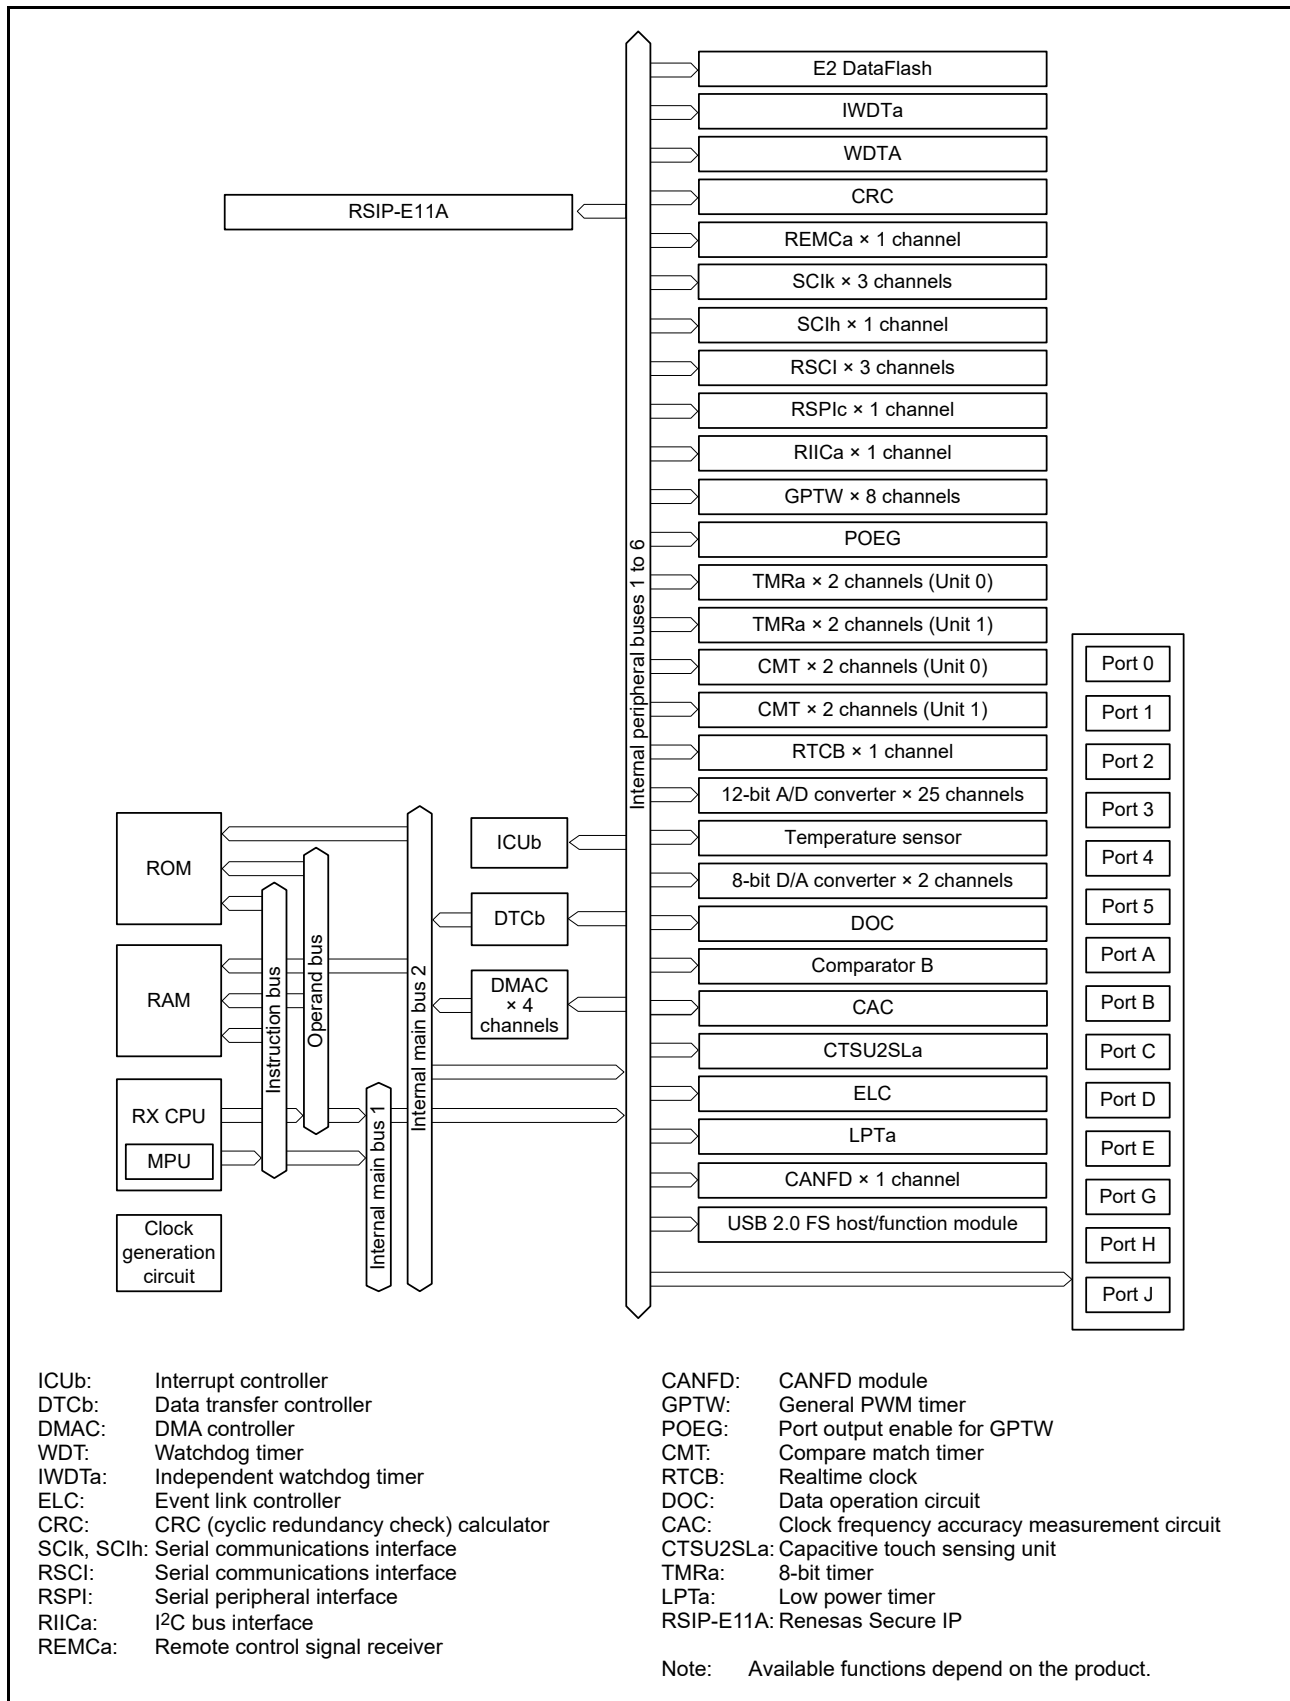 E2 DataFlash
IWDTa
WDTA
CRC
RSIP-E11A
REMCa × 1 channel
SCIk × 3 channels
SCIh × 1 channel
RSCI × 3 channels
RSPIc × 1 channel
RIICa × 1 channel
GPTW × 8 channels
POEG
TMRa × 2 channels (Unit 0)
TMRa × 2 channels (Unit 1)
CMT × 2 channels (Unit 0)
CMT × 2 channels (Unit 1)
RTCB × 1 channel
12-bit A/D converter × 25 channels
Temperature sensor
8-bit D/A converter × 2 channels
DOC
Comparator B
CAC
CTSU2SLa
ELC
LPTa
CANFD × 1 channel
USB 2.0 FS host/function module
Internal peripheral buses 1 to 6
Port 0
Port 1
Port 2
Port 3
Port 4
Port 5
Port A
Port B
Port C
Port D
Port E
Port G
Port H
Port J
ROM
RAM
RX CPU
MPU
Clock
generation
circuit
Instruction bus
Operand bus
Internal main bus 1
Internal main bus 2
ICUb
DTCb
DMAC
× 4
channels
ICUb: Interrupt controller
DTCb: Data transfer controller
DMAC: DMA controller
WDT: Watchdog timer
IWDTa: Independent watchdog timer
ELC: Event link controller
CRC: CRC (cyclic redundancy check) calculator
SCIk, SCIh: Serial communications interface
RSCI: Serial communications interface
RSPI: Serial peripheral interface
RIICa: I2C bus interface
REMCa: Remote control signal receiver
CANFD: CANFD module
GPTW: General PWM timer
POEG: Port output enable for GPTW
CMT: Compare match timer
RTCB: Realtime clock
DOC: Data operation circuit
CAC: Clock frequency accuracy measurement circuit
CTSU2SLa: Capacitive touch sensing unit
TMRa: 8-bit timer
LPTa: Low power timer
RSIP-E11A: Renesas Secure IP
Note: Available functions depend on the product.